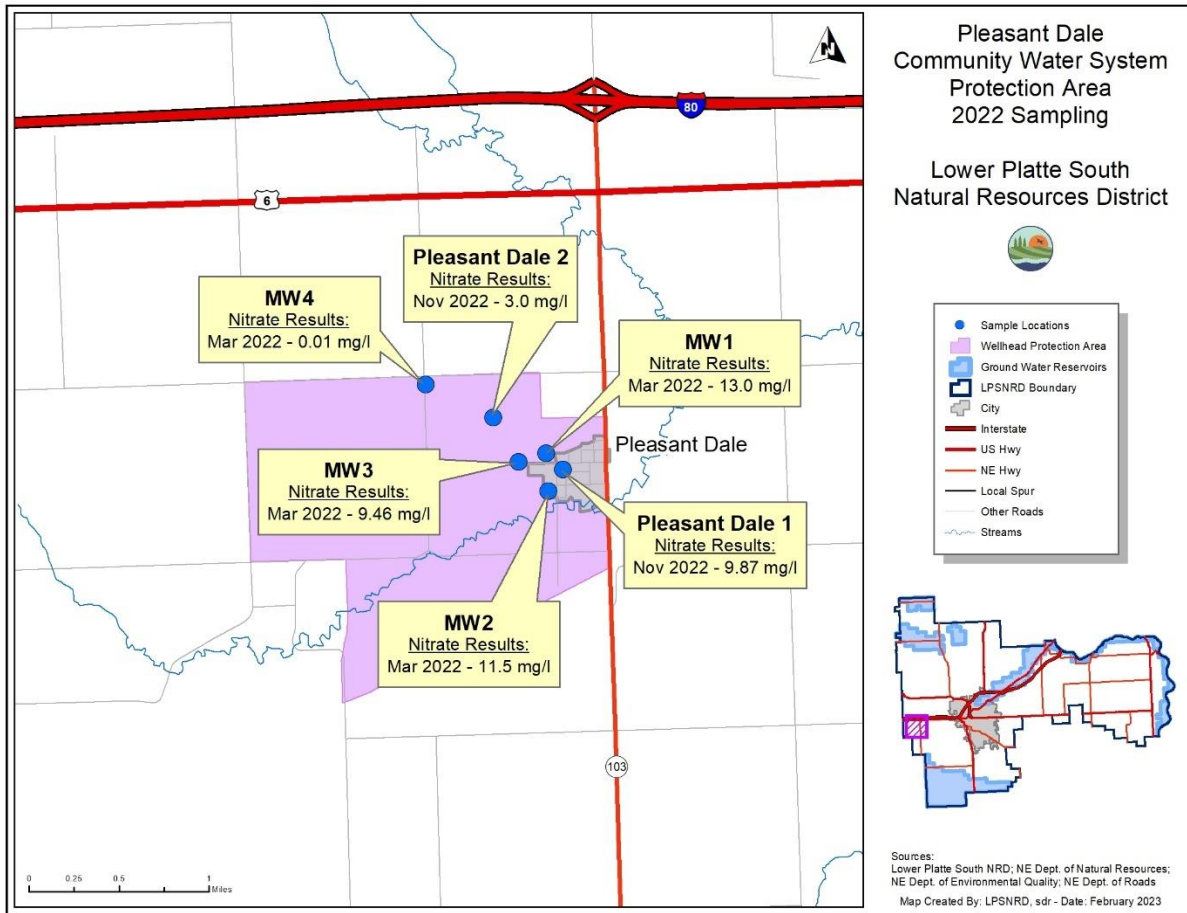 Pleasant Dale
Community Water System
Protection Area
2022 Sampling
Lower Platte South
Natural Resources District
N
80
6
Pleasant Dale 2
Nitrate Results:
Nov 2022 - 3.0 mg/l
MW4
Nitrate Results:
Mar 2022 - 0.01 mg/l
MW1
Nitrate Results:
Mar 2022 - 13.0 mg/l
Pleasant Dale
MW3
Nitrate Results:
Mar 2022 - 9.46 mg/l
Pleasant Dale 1
Nitrate Results:
Nov 2022 - 9.87 mg/l
MW2
Nitrate Results:
Mar 2022 - 11.5 mg/l
103
0 0.25 0.5 1
Miles
Sample Locations
Wellhead Protection Area
Ground Water Reservoirs
LPSNRD Boundary
City
Interstate
US Hwy
NE Hwy
Local Spur
Other Roads
Streams
Sources:
Lower Platte South NRD; NE Dept. of Natural Resources;
NE Dept. of Environmental Quality; NE Dept. of Roads
Map Created By: LPSNRD, sdr - Date: February 2023